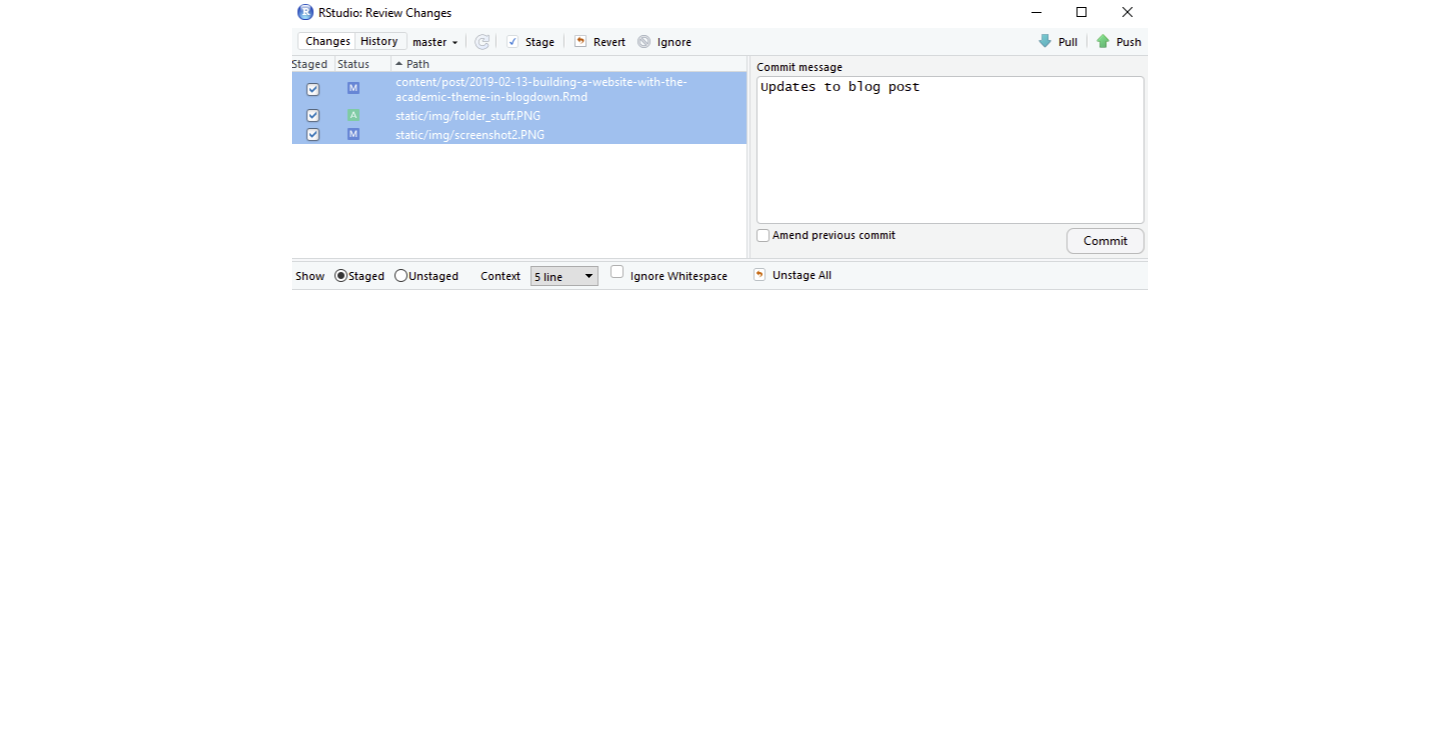 RStudio: Review Changes
Changes History master Stage Revert Ignore Pull Push
Staged Status Path
M content/post/2019-02-13-building-a-website-with-the-
academic-theme-in-blogdown.Rmd
A static/img/folder_stuff.PNG
M static/img/screenshot2.PNG
Commit message
Updates to blog post
Amend previous commit Commit
Show Staged Unstaged Context 5 line Ignore Whitespace Unstage All